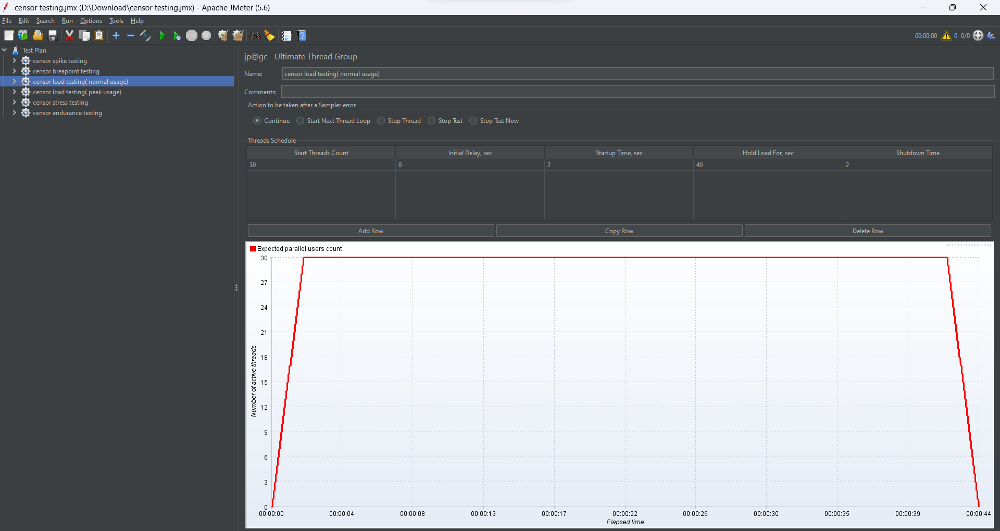 censor testing.jmx (D:\Download\censor testing.jmx) - Apache JMeter (5.6)
File Edit Search Run Options Tools Help
STOP
00:00:00 0 0/0
Test Plan
censor spike testing
censor breapoint testing
censor load testing( normal usage)
censor load testing( peak usage)
censor stress testing
censor endurance testing
jp@gc - Ultimate Thread Group
Name: censor load testing( normal usage)
Comments:
Action to be taken after a Sampler error
Continue Start Next Thread Loop Stop Thread Stop Test Stop Test Now
Threads Schedule
Start Threads Count Initial Delay, sec Startup Time, sec Hold Load For, sec Shutdown Time
30 0 2 40 2
Add Row Copy Row Delete Row
jmeter-plugins.org
Expected parallel users count
30
27
24
21
18
15
12
9
6
3
0
Number of active threads
00:00:00 00:00:04 00:00:08 00:00:13 00:00:17 00:00:22 00:00:26 00:00:30 00:00:35 00:00:39 00:00:44
Elapsed time